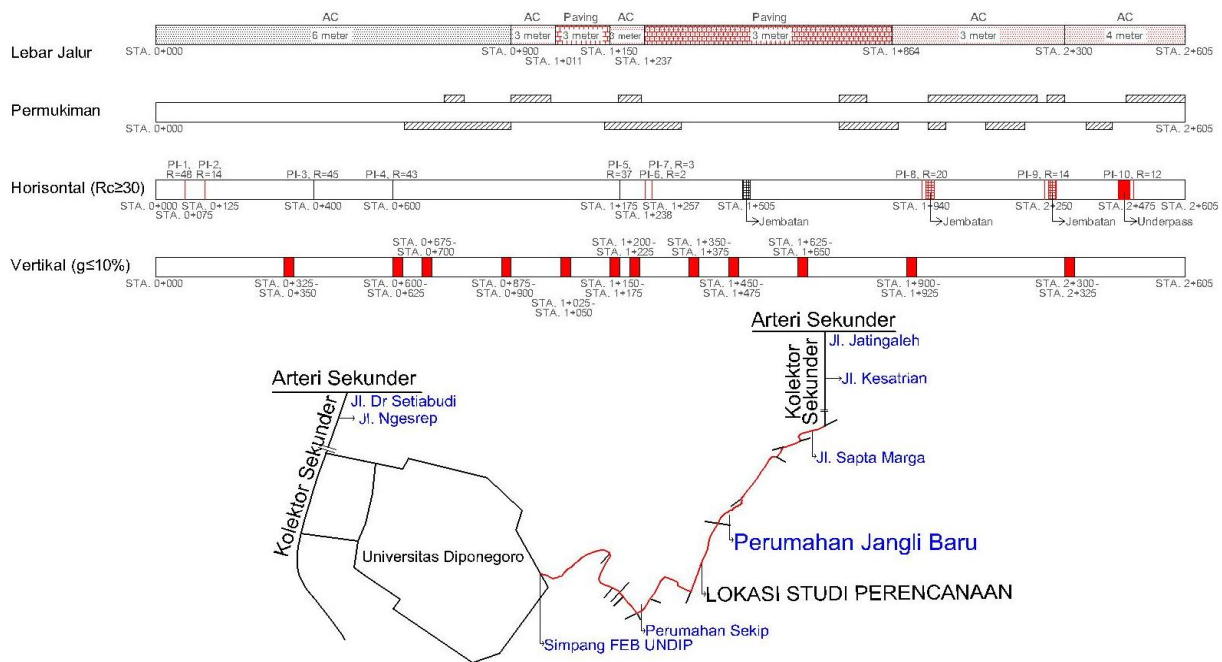 AC AC Paving AC Paving AC AC
6 meter 3 meter 3 meter 3 meter 3 meter 3 meter 4 meter
Lebar Jalur
STA. 0+000 STA. 0+900 STA. 1+150 STA. 1+864 STA. 2+300 STA. 2+605
STA. 1+011 STA. 1+237
Permukiman
STA. 0+000 STA. 2+605
PI-1, R=48
PI-2, R=14
PI-3, R=45
PI-4, R=43
PI-5, R=37
PI-7, R=3
PI-6, R=2
PI-8, R=20
PI-9, R=14
PI-10, R=12
Horisontal (Rc≥30)
STA. 0+000 STA. 0+125 STA. 0+400 STA. 0+600 STA. 1+175 STA. 1+257 STA. 1+505 STA. 1+940 STA. 2+250 STA. 2+475 STA. 2+605
STA. 0+075 STA. 1+238
Jembatan Jembatan Jembatan Underpass
STA. 0+675-
0+700
STA. 1+200-
1+225
STA. 1+350-
1+375
STA. 1+625-
1+650
Vertikal (g≤10%)
STA. 0+000
STA. 0+325-
0+350
STA. 0+600-
0+625
STA. 0+875-
0+900
STA. 1+025-
1+050
STA. 1+150-
1+175
STA. 1+450-
1+475
STA. 1+900-
1+925
STA. 2+300-
2+325
STA. 2+605
Arteri Sekunder
Jl. Jatingaleh
Kolektor
Sekunder
Jl. Kesatrian
Arteri Sekunder
Jl. Dr Setiabudi
Jl. Ngesrep
Kolektor Sekunder
Jl. Sapta Marga
Perumahan Jangli Baru
Universitas Diponegoro
LOKASI STUDI PERENCANAAN
Perumahan Sekip
Simpang FEB UNDIP